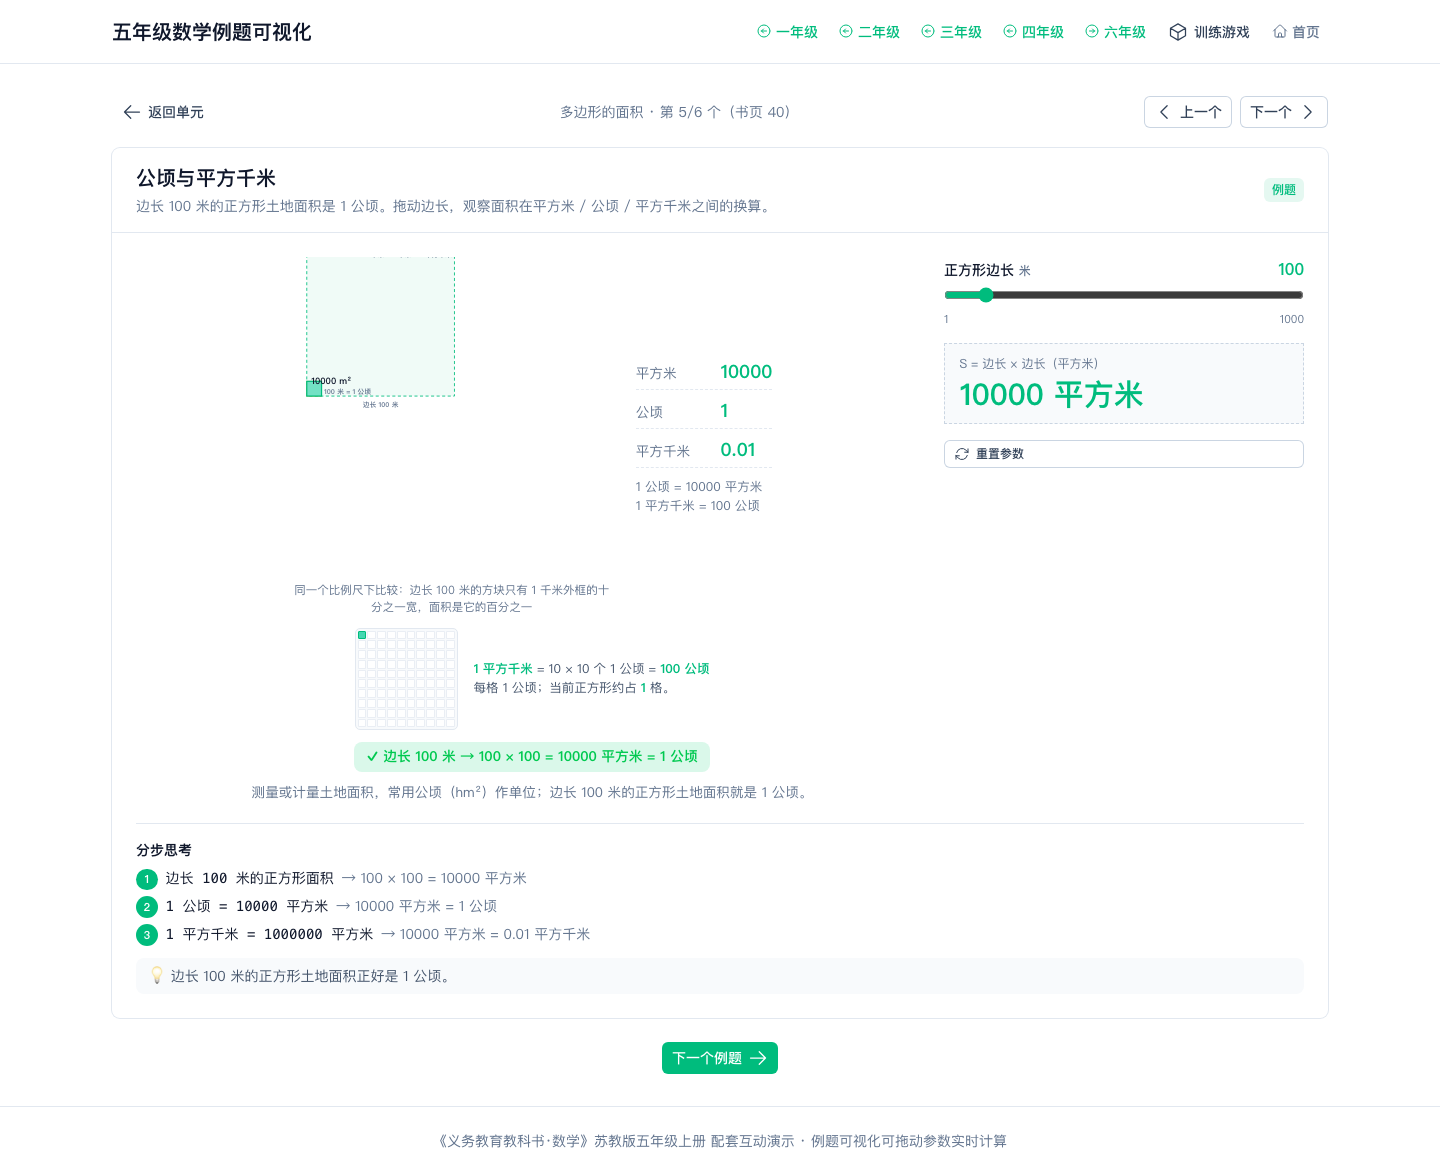 五年级数学例题可视化
一年级
二年级
三年级
四年级
六年级
训练游戏
首页
返回单元
多边形的面积 · 第 5/6 个（书页 40）
上一个
下一个
公顷与平方千米
边长 100 米的正方形土地面积是 1 公顷。拖动边长，观察面积在平方米 / 公顷 / 平方千米之间的换算。
例题
10000 m²
100 米 = 1 公顷
边长 100 米
平方米 10000
公顷 1
平方千米 0.01
1 公顷 = 10000 平方米
1 平方千米 = 100 公顷
正方形边长 米 100
1 1000
S = 边长 × 边长（平方米）
10000 平方米
重置参数
同一个比例尺下比较：边长 100 米的方块只有 1 千米外框的十
分之一宽，面积是它的百分之一
1 平方千米 = 10 × 10 个 1 公顷 = 100 公顷
每格 1 公顷；当前正方形约占 1 格。
✓ 边长 100 米 → 100 × 100 = 10000 平方米 = 1 公顷
测量或计量土地面积，常用公顷（hm²）作单位；边长 100 米的正方形土地面积就是 1 公顷。
分步思考
1 边长 100 米的正方形面积 → 100 × 100 = 10000 平方米
2 1 公顷 = 10000 平方米 → 10000 平方米 = 1 公顷
3 1 平方千米 = 1000000 平方米 → 10000 平方米 = 0.01 平方千米
💡 边长 100 米的正方形土地面积正好是 1 公顷。
下一个例题
《义务教育教科书·数学》苏教版五年级上册 配套互动演示 · 例题可视化可拖动参数实时计算